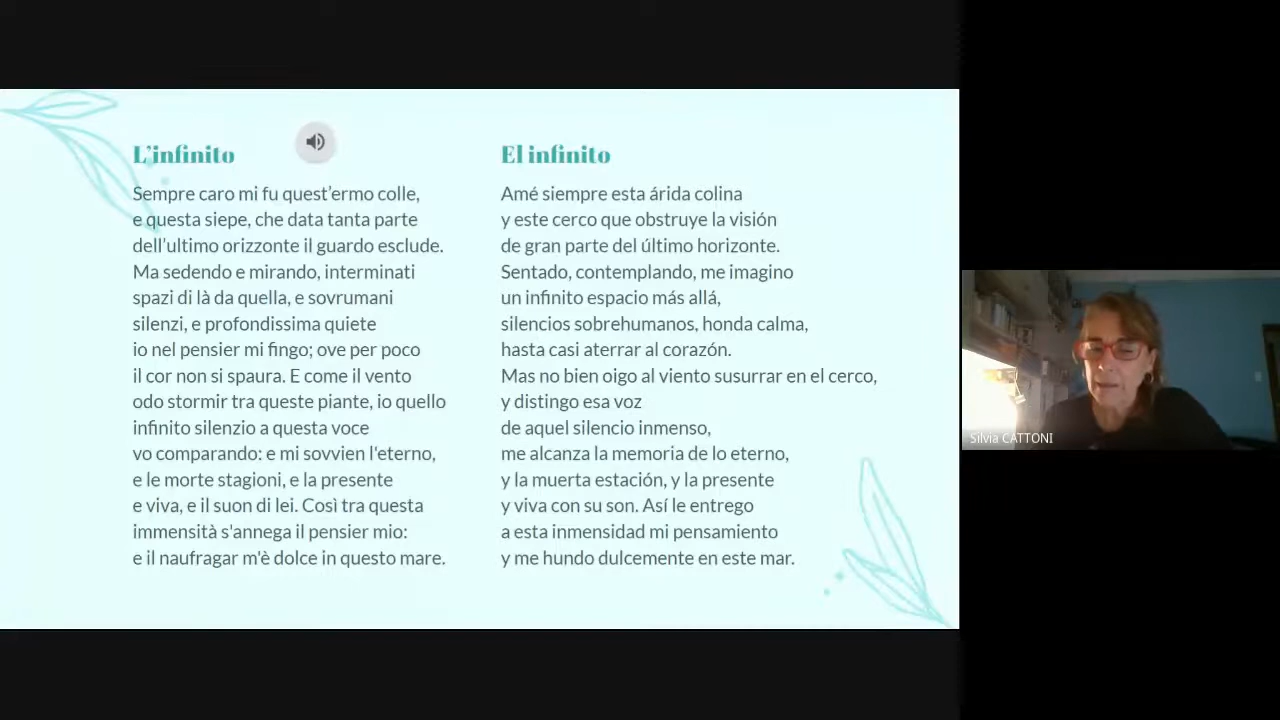 L'infinito
Sempre caro mi fu quest'ermo colle,
e questa siepe, che data tanta parte
dell'ultimo orizzonte il guardo esclude.
Ma sedendo e mirando, interminati
spazi di là da quella, e sovrumani
silenzi, e profondissima quiete
io nel pensier mi fingo; ove per poco
il cor non si spaura. E come il vento
odo stormir tra queste piante, io quello
infinito silenzio a questa voce
vo comparando: e mi sovvien l'eterno,
e le morte stagioni, e la presente
e viva, e il suon di lei. Così tra questa
immensità s'annega il pensier mio:
e il naufragar m'è dolce in questo mare.
El infinito
Amé siempre esta árida colina
y este cerco que obstruye la visión
de gran parte del último horizonte.
Sentado, contemplando, me imagino
un infinito espacio más allá,
silencios sobrehumanos, honda calma,
hasta casi aterrar al corazón.
Mas no bien oigo al viento susurrar en el cerco,
y distingo esa voz
de aquel silencio inmenso,
me alcanza la memoria de lo eterno,
y la muerta estación, y la presente
y viva con su son. Así le entrego
a esta inmensidad mi pensamiento
y me hundo dulcemente en este mar.
Silvia CATTONI